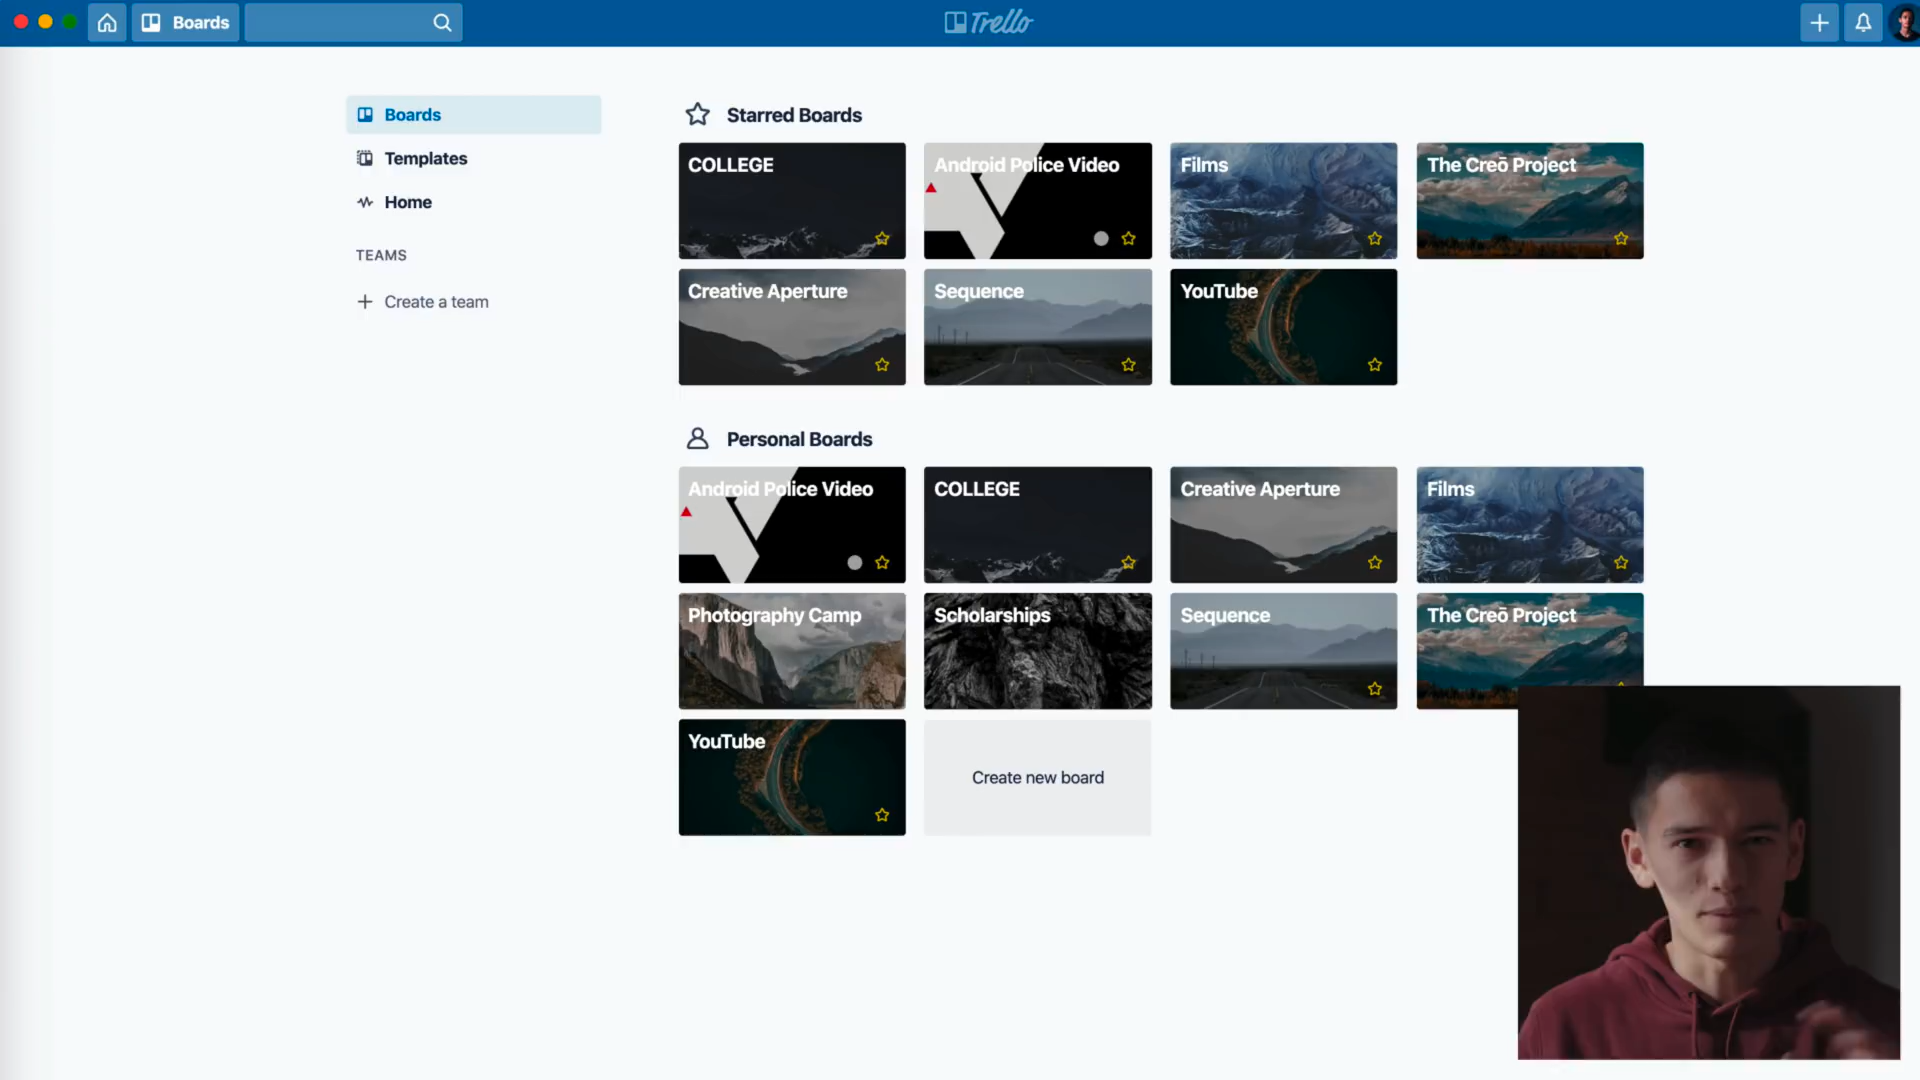 Boards
Trello
Boards
Templates
Home
TEAMS
Create a team
Starred Boards
COLLEGE
Android Police Video
Films
The Creō Project
Creative Aperture
Sequence
YouTube
Personal Boards
Android Police Video
COLLEGE
Creative Aperture
Films
Photography Camp
Scholarships
Sequence
The Creō Project
YouTube
Create new board